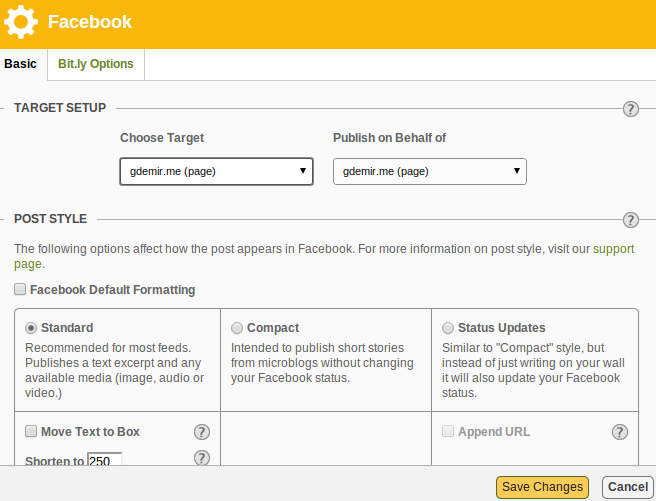 Facebook
Basic
Bit.ly Options
TARGET SETUP
?
Choose Target
Publish on Behalf of
gdemir.me (page)
gdemir.me (page)
POST STYLE
?
The following options affect how the post appears in Facebook. For more information on post style, visit our support
page.
Facebook Default Formatting
Standard
Recommended for most feeds.
Publishes a text excerpt and any
available media (image, audio or
video.)
Compact
Intended to publish short stories
from microblogs without changing
your Facebook status.
Status Updates
Similar to "Compact" style, but
instead of just writing on your wall
it will also update your Facebook
status.
Move Text to Box
?
Append URL
?
Shorten to 250
?
Save Changes
Cancel